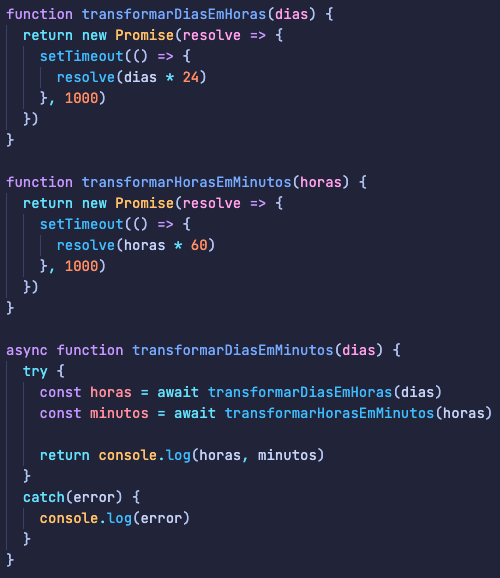 function transformarDiasEmHoras(dias) {
  return new Promise(resolve => {
    setTimeout(() => {
      resolve(dias * 24)
    }, 1000)
  })
}

function transformarHorasEmMinutos(horas) {
  return new Promise(resolve => {
    setTimeout(() => {
      resolve(horas * 60)
    }, 1000)
  })
}

async function transformarDiasEmMinutos(dias) {
  try {
    const horas = await transformarDiasEmHoras(dias)
    const minutos = await transformarHorasEmMinutos(horas)

    return console.log(horas, minutos)
  }
  catch(error) {
    console.log(error)
  }
}